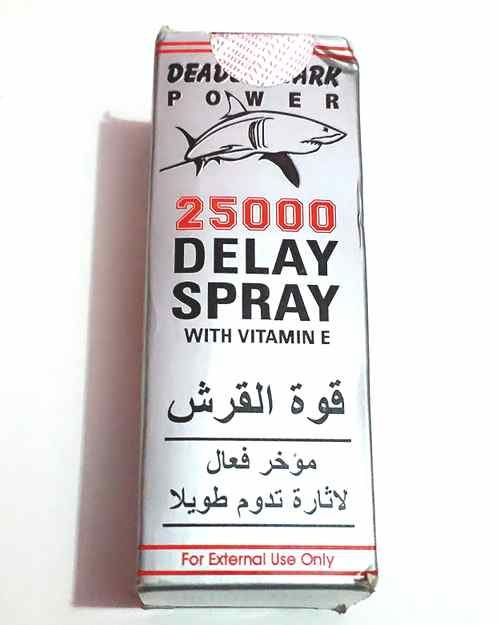 POWER
25000
DELAY
SPRAY
WITH VITAMIN E
قوة القرش
مؤخر فعال
لاثارة تدوم طويلا
For External Use Only